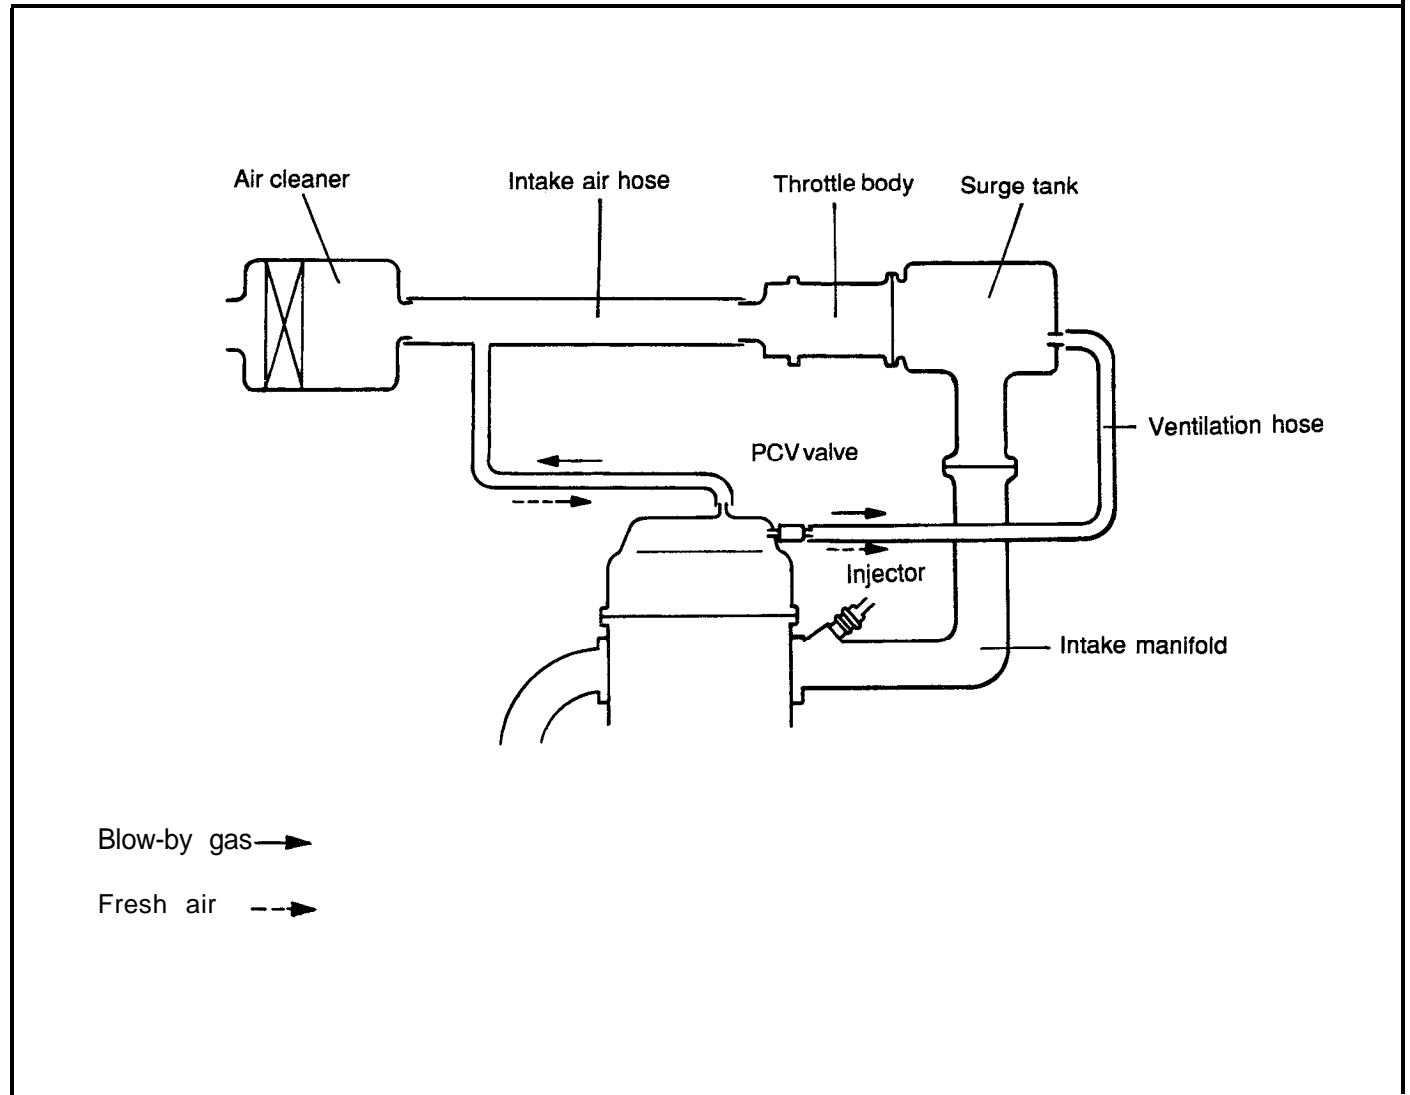 Air cleaner
Intake air hose
Throttle body
Surge tank
Ventilation hose
PCV valve
Injector
Intake manifold
Blow-by gas
Fresh air